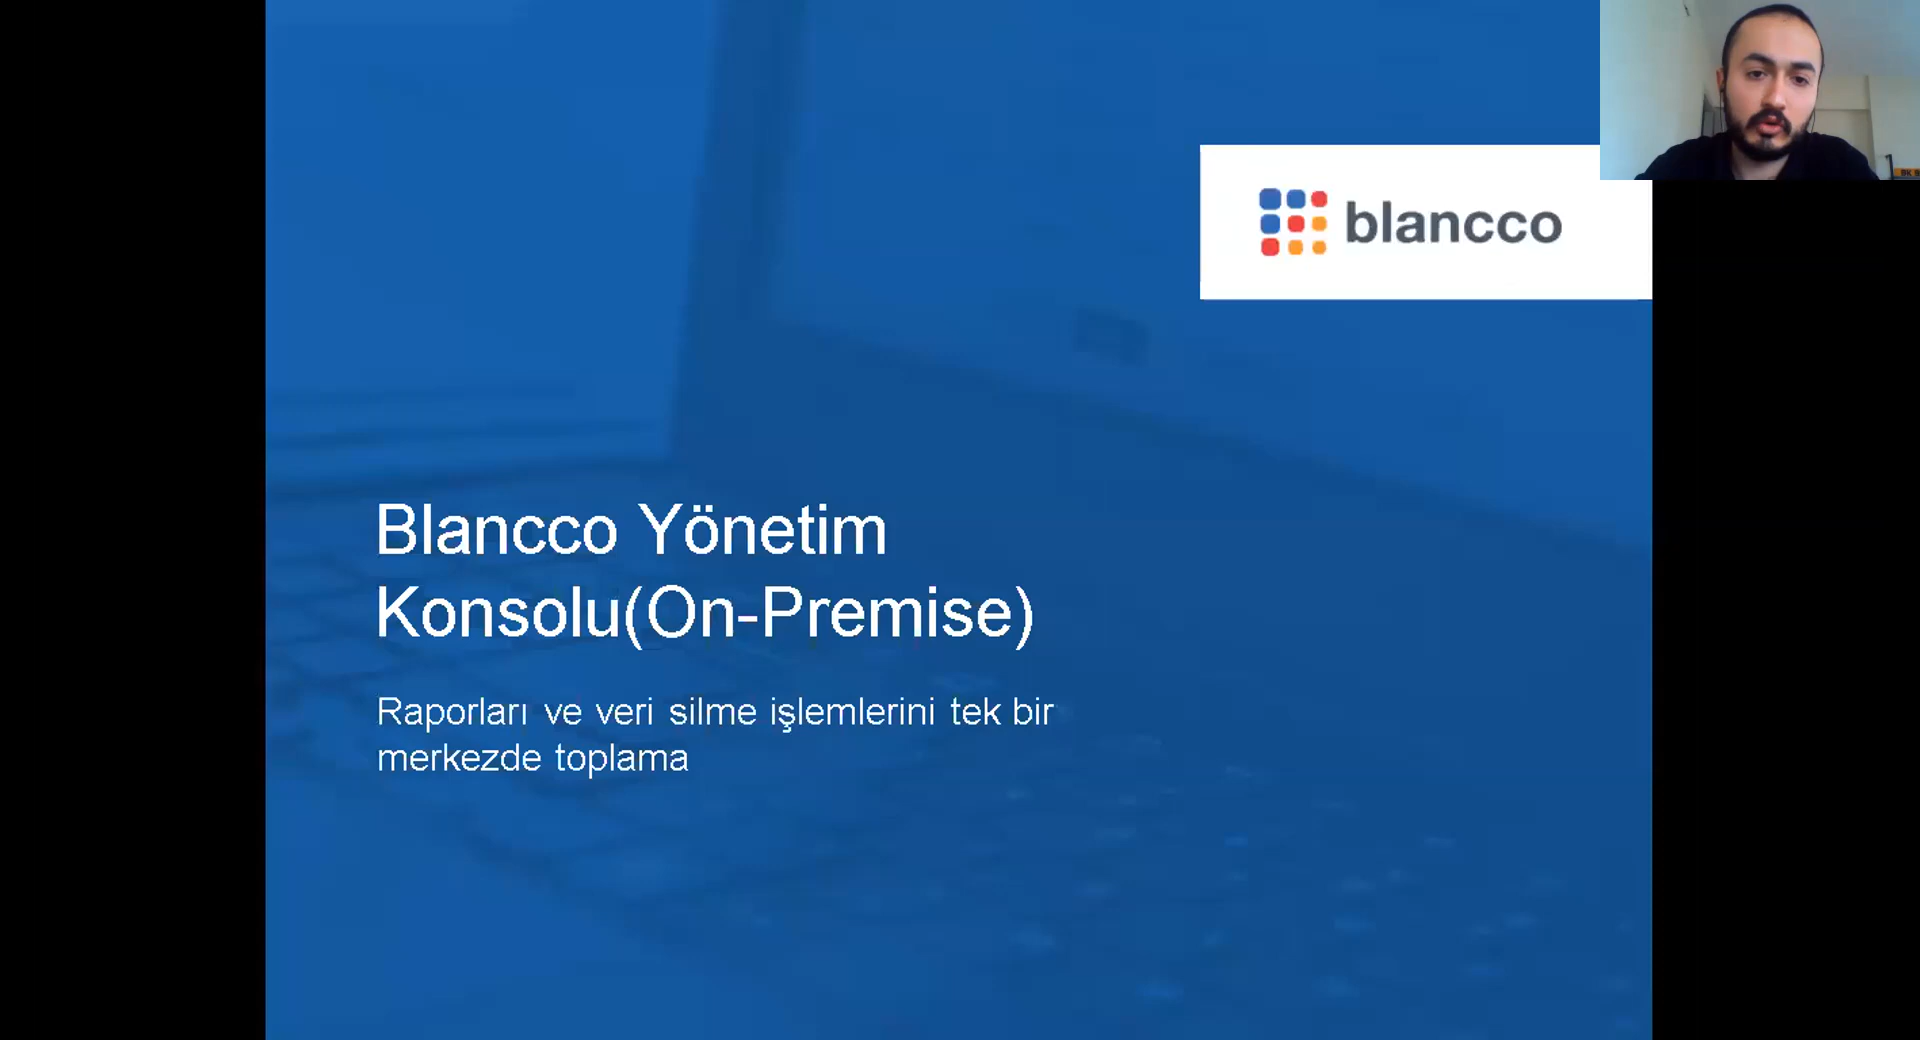 blancco
Blancco Yönetim
Konsolu(On-Premise)
Raporları ve veri silme işlemlerini tek bir
merkezde toplama